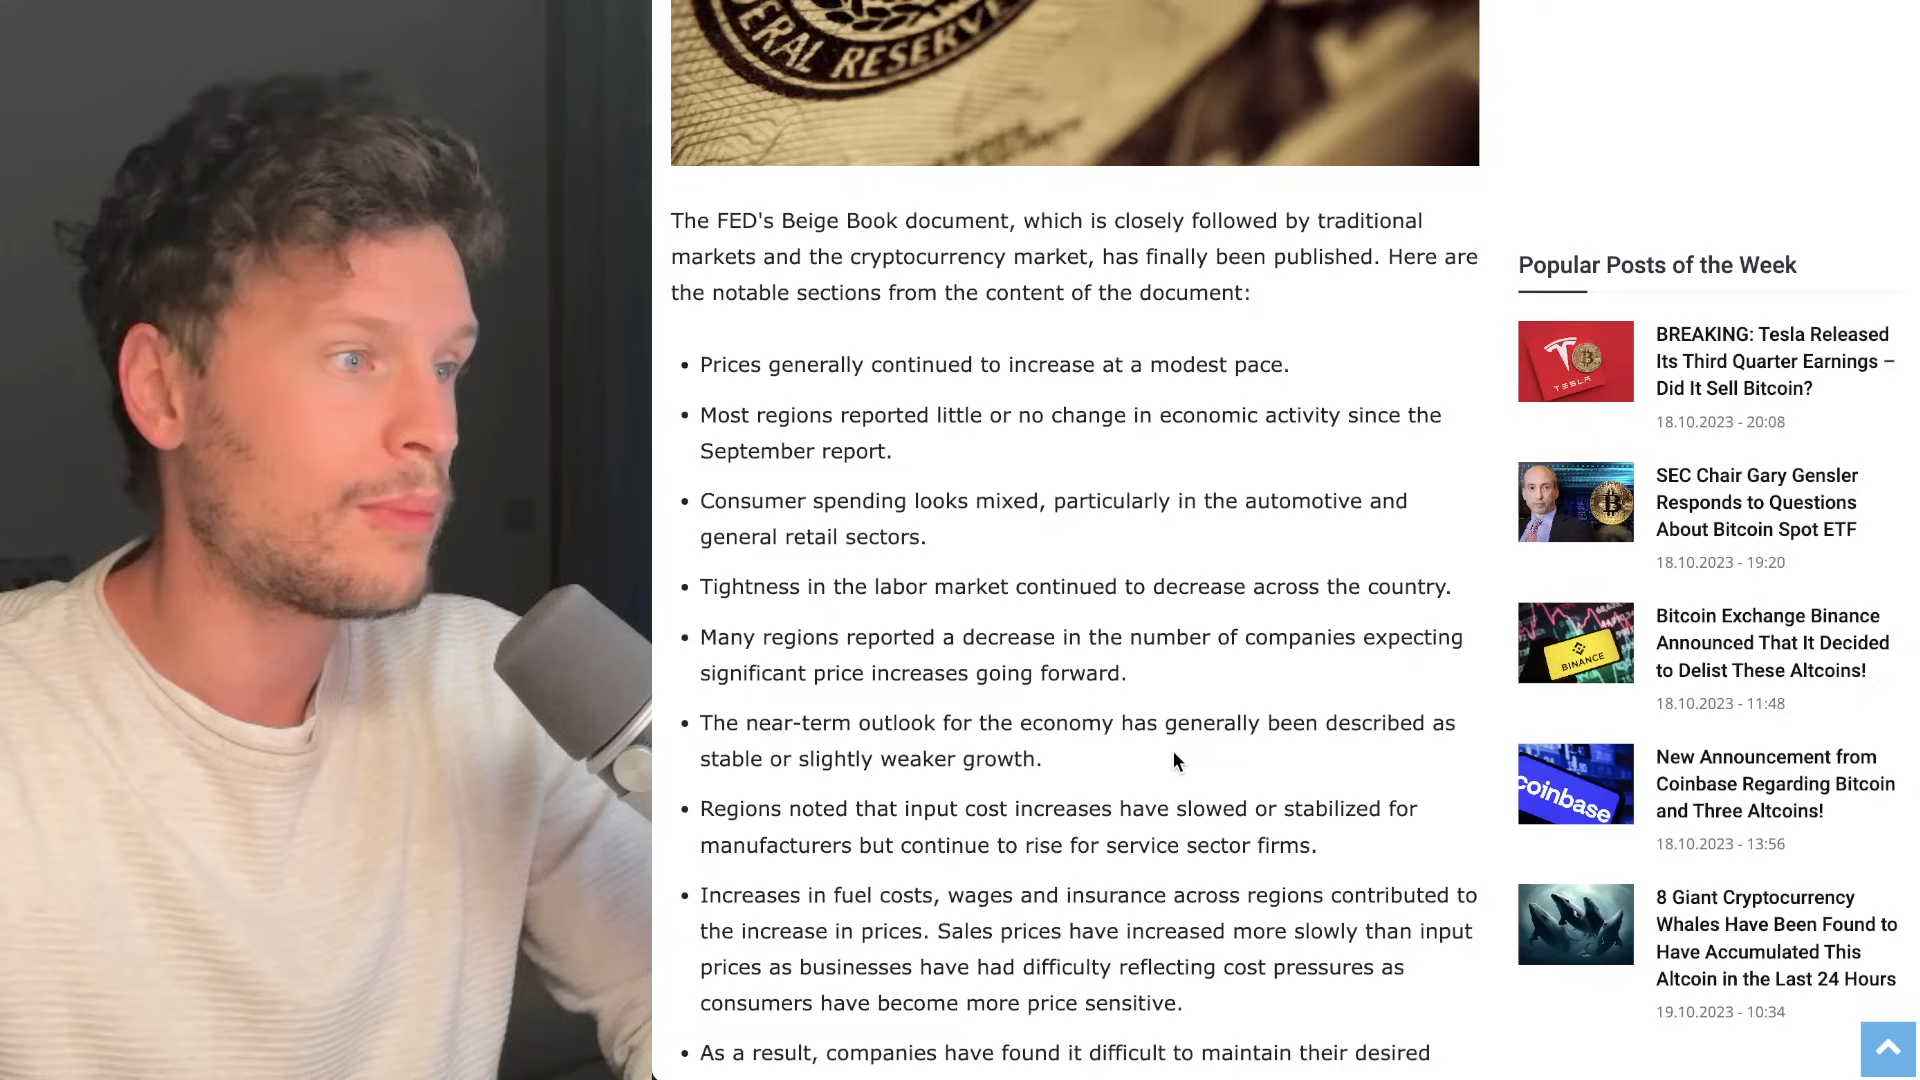 FEDERAL RESERVE
The FED's Beige Book document, which is closely followed by traditional
markets and the cryptocurrency market, has finally been published. Here are
the notable sections from the content of the document:
• Prices generally continued to increase at a modest pace.
• Most regions reported little or no change in economic activity since the
September report.
• Consumer spending looks mixed, particularly in the automotive and
general retail sectors.
• Tightness in the labor market continued to decrease across the country.
• Many regions reported a decrease in the number of companies expecting
significant price increases going forward.
• The near-term outlook for the economy has generally been described as
stable or slightly weaker growth.
• Regions noted that input cost increases have slowed or stabilized for
manufacturers but continue to rise for service sector firms.
• Increases in fuel costs, wages and insurance across regions contributed to
the increase in prices. Sales prices have increased more slowly than input
prices as businesses have had difficulty reflecting cost pressures as
consumers have become more price sensitive.
• As a result, companies have found it difficult to maintain their desired
Popular Posts of the Week
TESLA
BREAKING: Tesla Released
Its Third Quarter Earnings –
Did It Sell Bitcoin?
18.10.2023 - 20:08
SEC Chair Gary Gensler
Responds to Questions
About Bitcoin Spot ETF
18.10.2023 - 19:20
BINANCE
Bitcoin Exchange Binance
Announced That It Decided
to Delist These Altcoins!
18.10.2023 - 11:48
coinbase
New Announcement from
Coinbase Regarding Bitcoin
and Three Altcoins!
18.10.2023 - 13:56
8 Giant Cryptocurrency
Whales Have Been Found to
Have Accumulated This
Altcoin in the Last 24 Hours
19.10.2023 - 10:34